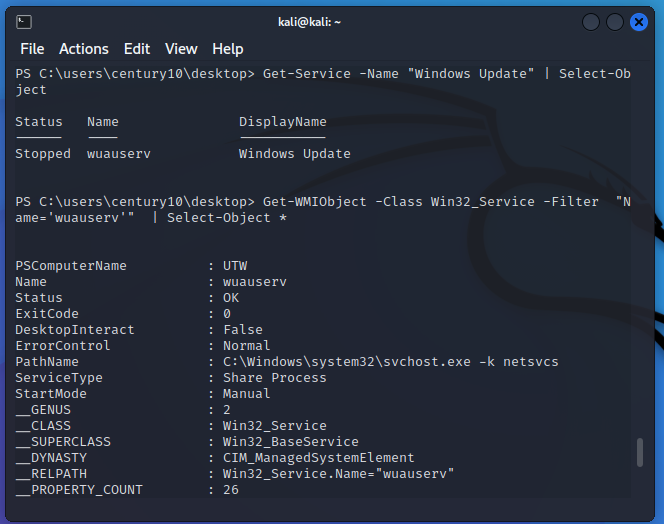 kali@kali: ~
File Actions Edit View Help
PS C:\users\century10\desktop> Get-Service -Name "Windows Update" | Select-Ob
ject
Status Name DisplayName
------ ---- -----------
Stopped wuauserv Windows Update
PS C:\users\century10\desktop> Get-WMIObject -Class Win32_Service -Filter "N
ame='wuauserv'" | Select-Object *
PSComputerName : UTW
Name : wuauserv
Status : OK
ExitCode : 0
DesktopInteract : False
ErrorControl : Normal
PathName : C:\Windows\system32\svchost.exe -k netsvcs
ServiceType : Share Process
StartMode : Manual
__GENUS : 2
__CLASS : Win32_Service
__SUPERCLASS : Win32_BaseService
__DYNASTY : CIM_ManagedSystemElement
__RELPATH : Win32_Service.Name="wuauserv"
__PROPERTY_COUNT : 26